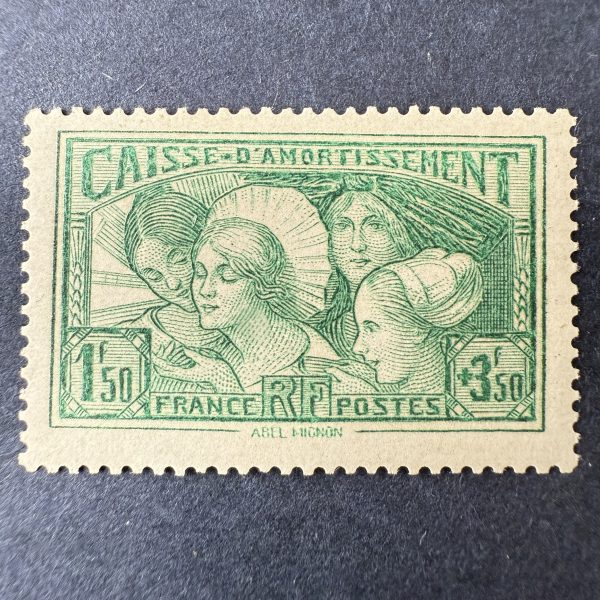 CAISSE-D'AMORTISSEMENT
1F50 +3F50
FRANCE RF POSTES
ABEL MIGNON